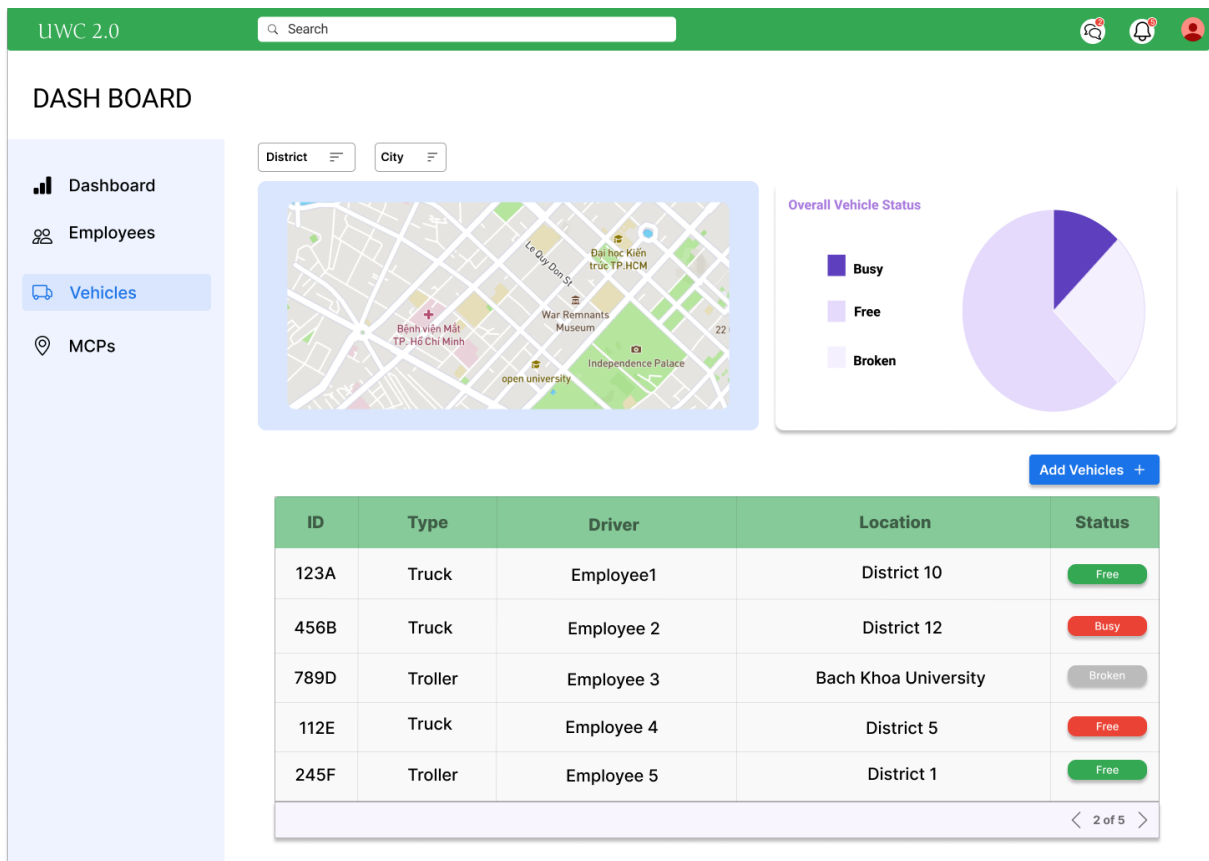 UWC 2.0
Search
2
5
DASH BOARD
Dashboard
Employees
Vehicles
MCPs
District
City
Le Quy Don St
Đại học Kiến
trúc TP.HCM
War Remnants
Museum
Bệnh viện Mắt
TP. Hồ Chí Minh
22
Independence Palace
open university
Overall Vehicle Status
Busy
Free
Broken
Add Vehicles +
ID Type Driver Location Status
123A Truck Employee1 District 10 Free
456B Truck Employee 2 District 12 Busy
789D Troller Employee 3 Bach Khoa University Broken
112E Truck Employee 4 District 5 Free
245F Troller Employee 5 District 1 Free
2 of 5